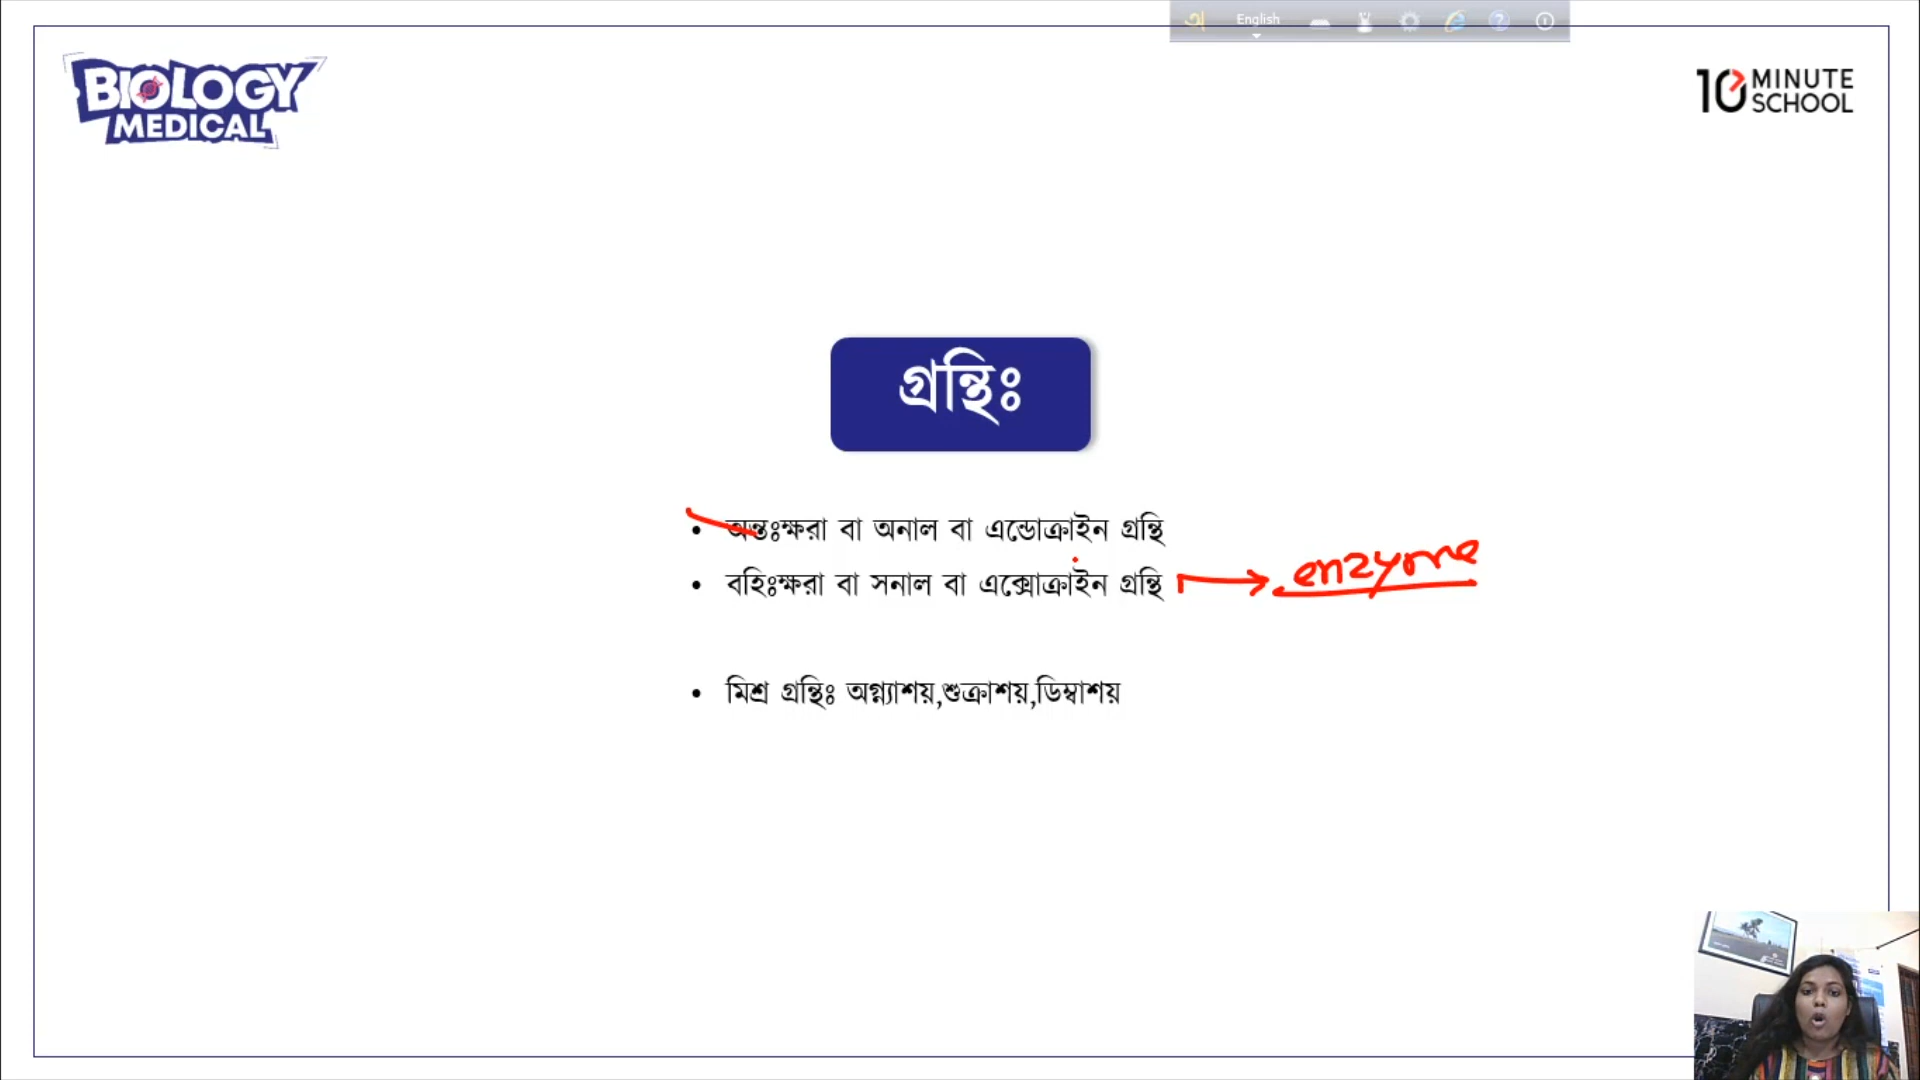 অ English
BIOLOGY
MEDICAL
10 MINUTE
SCHOOL
গ্রন্থিঃ
• অন্তঃক্ষরা বা অনাল বা এন্ডোক্রাইন গ্রন্থি
• বহিঃক্ষরা বা সনাল বা এক্সোক্রাইন গ্রন্থি → enzyme
• মিশ্র গ্রন্থিঃ অগ্ন্যাশয়,শুক্রাশয়,ডিম্বাশয়